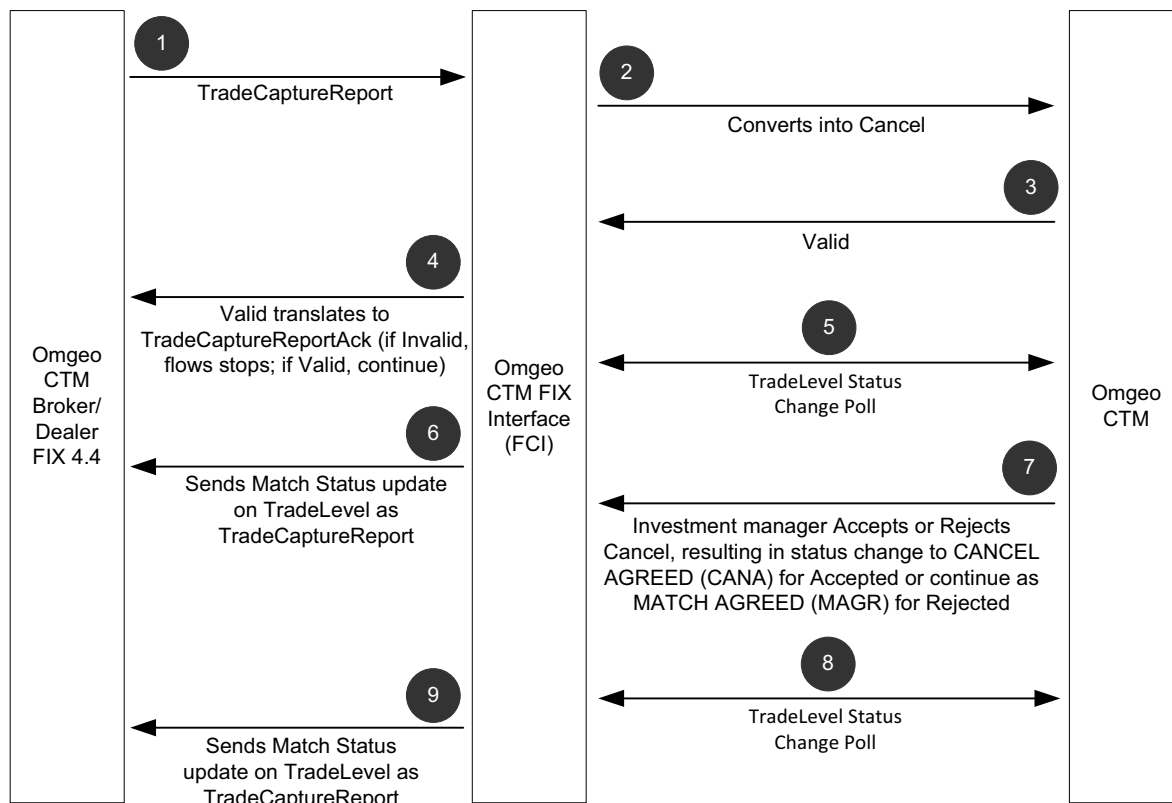 1
TradeCaptureReport
2
Converts into Cancel
3
Valid
4
Valid translates to
TradeCaptureReportAck (if Invalid,
flows stops; if Valid, continue)
5
TradeLevel Status
Change Poll
Omgeo
CTM
Broker/
Dealer
FIX 4.4
Omgeo
CTM FIX
Interface
(FCI)
Omgeo
CTM
6
Sends Match Status update
on TradeLevel as
TradeCaptureReport
7
Investment manager Accepts or Rejects
Cancel, resulting in status change to CANCEL
AGREED (CANA) for Accepted or continue as
MATCH AGREED (MAGR) for Rejected
8
TradeLevel Status
Change Poll
9
Sends Match Status
update on TradeLevel as
TradeCaptureReport